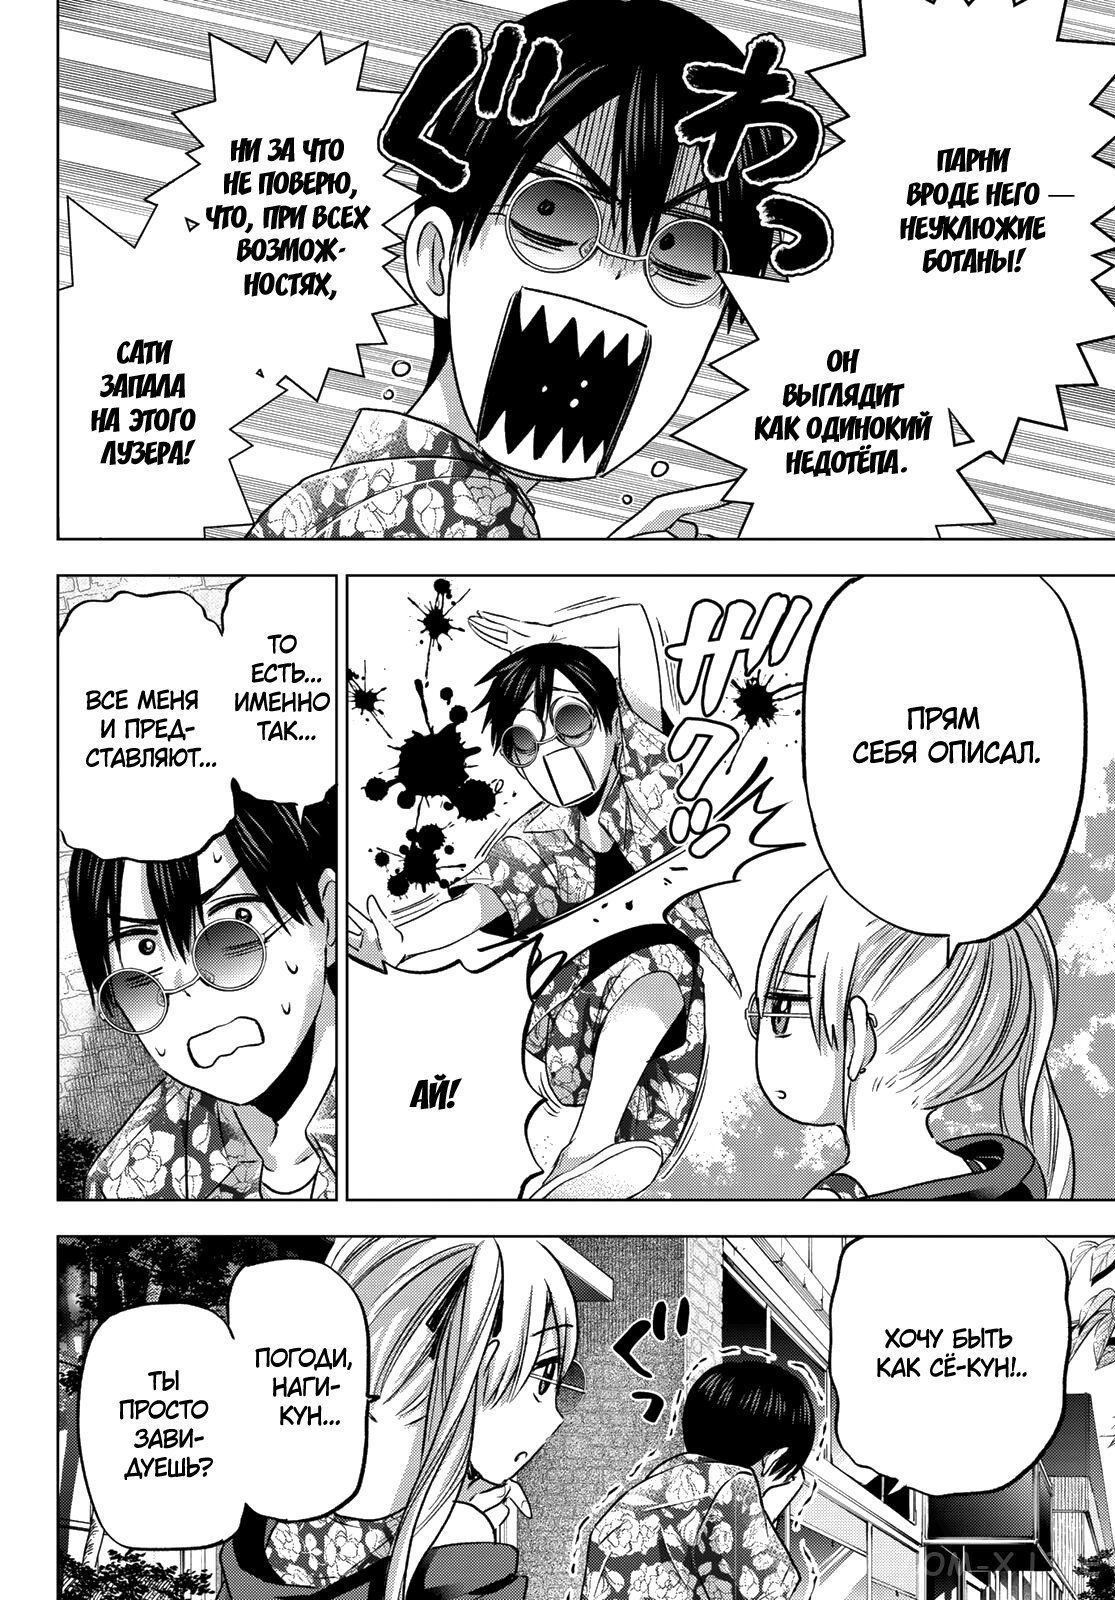 ПАРНИ
ВРОДЕ НЕГО —
НЕУКЛЮЖИЕ
БОТАНЫ!
ОН
ВЫГЛЯДИТ
КАК ОДИНОКИЙ
НЕДОТЁПА.
わっ
ぐ
НИ ЗА ЧТО
НЕ ПОВЕРЮ,
ЧТО, ПРИ ВСЕХ
ВОЗМОЖ-
НОСТЯХ,
САТИ
ЗАПАЛА
НА ЭТОГО
ЛУЗЕРА!
ПРЯМ
СЕБЯ ОПИСАЛ.
ザクッ
АЙ!
ТО
ЕСТЬ...
ИМЕННО
ТАК...
ВСЕ МЕНЯ
И ПРЕД-
СТАВЛЯЮТ...
ХОЧУ БЫТЬ
КАК СЁ-КУН!..
ぐぐっ
ПОГОДИ,
НАГИ-
КУН...
ТЫ
ПРОСТО
ЗАВИ-
ДУЕШЬ?